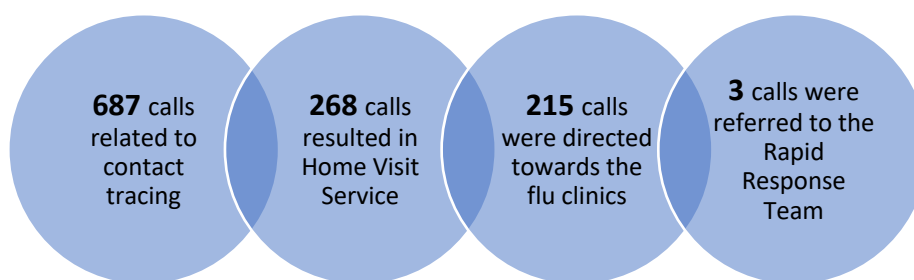 687 calls
related to
contact
tracing
268 calls
resulted in
Home Visit
Service
215 calls
were directed
towards the
flu clinics
3 calls were
referred to the
Rapid
Response
Team